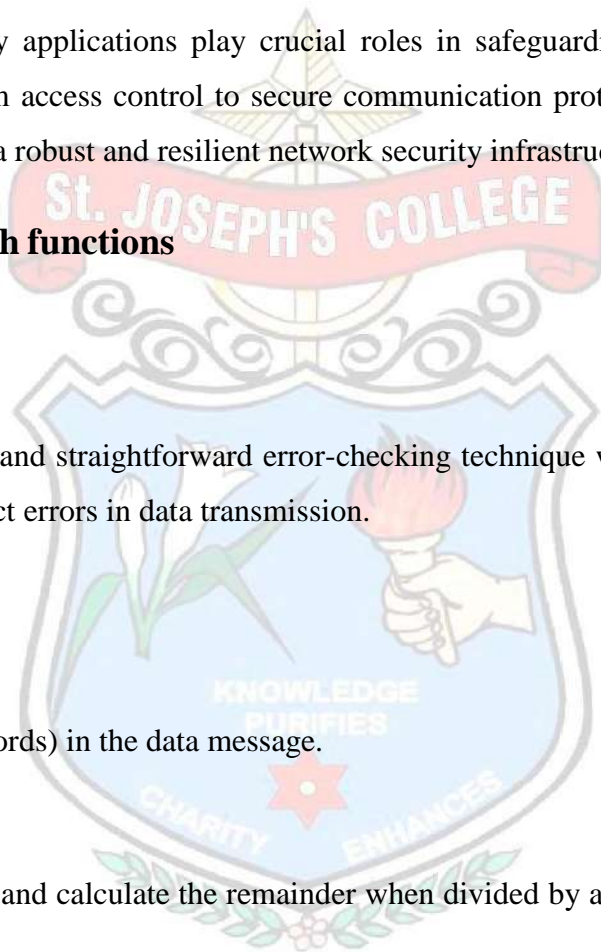 y applications play crucial roles in safeguardi
n access control to secure communication prot
a robust and resilient network security infrastruc
St. JOSEPH'S COLLEGE
h functions
and straightforward error-checking technique v
ct errors in data transmission.
KNOWLEDGE
PURIFIES
ords) in the data message.
CHARITY
ENHANCES
and calculate the remainder when divided by a